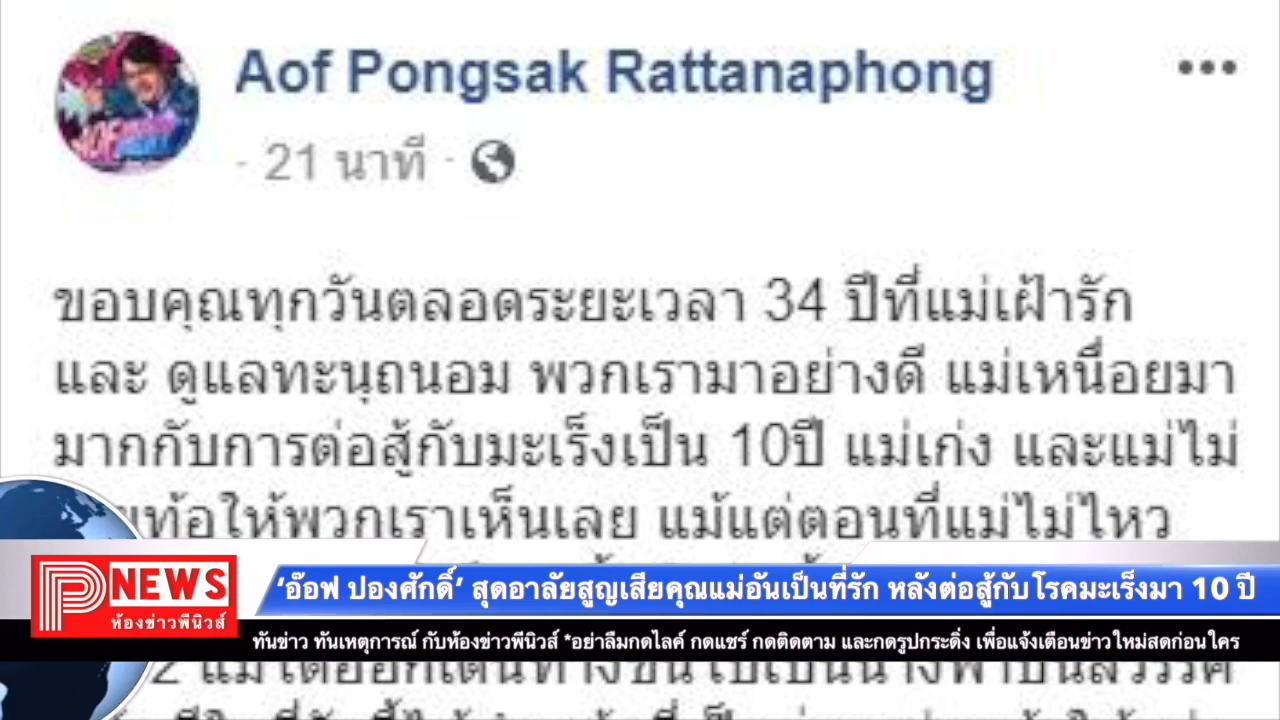 Aof Pongsak Rattanaphong
· 21 นาที ·
ขอบคุณทุกวันตลอดระยะเวลา 34 ปีที่แม่เฝ้ารัก
และ ดูแลทะนุถนอม พวกเรามาอย่างดี แม่เหนื่อยมา
มากกับการต่อสู้กับมะเร็งเป็น 10ปี แม่เก่ง และแม่ไม่
ให้พวกเราเห็นเลย แม้แต่ตอนที่แม่ไม่ไหว
P NEWS
ห้องข่าวพีนิวส์
‘อ๊อฟ ปองศักดิ์’ สุดอาลัยสูญเสียคุณแม่อันเป็นที่รัก หลังต่อสู้กับโรคมะเร็งมา 10 ปี
ทันข่าว ทันเหตุการณ์ กับห้องข่าวพีนิวส์ *อย่าลืมกดไลค์ กดแชร์ กดติดตาม และกดรูปกระดิ่ง เพื่อแจ้งเตือนข่าวใหม่สดก่อนใคร